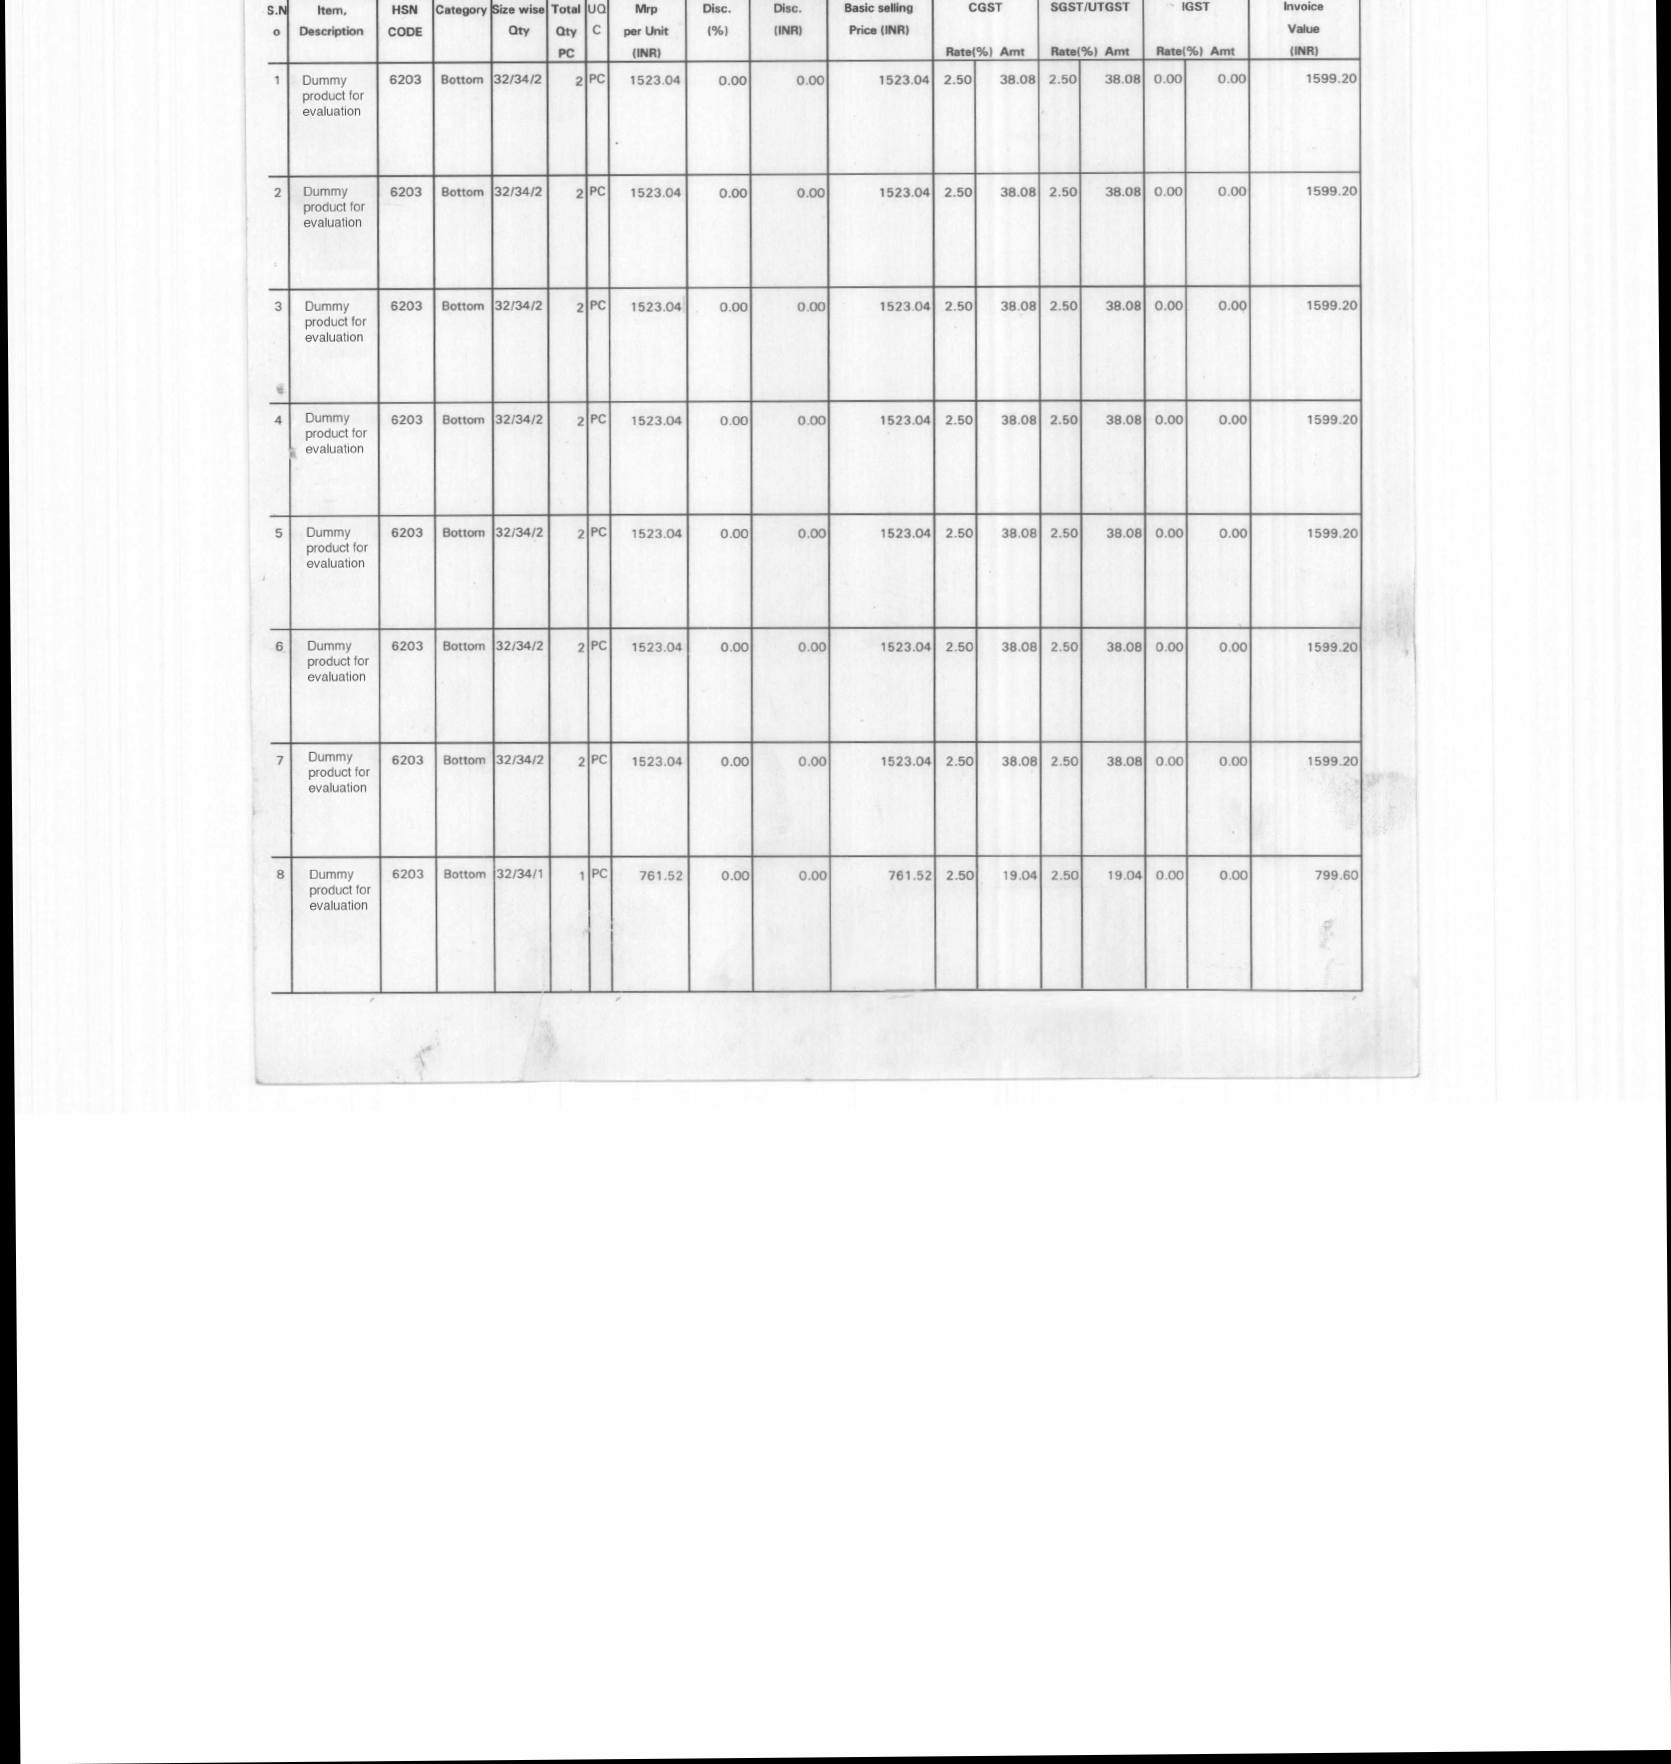 S.N Item, HSN Category Size wise Total UQ Mrp Disc. Disc. Basic selling CGST SGST/UTGST IGST Invoice
o Description CODE Qty Qty C per Unit (%) (INR) Price (INR) Value
PC (INR) Rate(%) Amt Rate(%) Amt Rate(%) Amt (INR)
1 Dummy 6203 Bottom 32/34/2 2 PC 1523.04 0.00 0.00 1523.04 2.50 38.08 2.50 38.08 0.00 0.00 1599.20
product for
evaluation
2 Dummy 6203 Bottom 32/34/2 2 PC 1523.04 0.00 0.00 1523.04 2.50 38.08 2.50 38.08 0.00 0.00 1599.20
product for
evaluation
3 Dummy 6203 Bottom 32/34/2 2 PC 1523.04 0.00 0.00 1523.04 2.50 38.08 2.50 38.08 0.00 0.00 1599.20
product for
evaluation
4 Dummy 6203 Bottom 32/34/2 2 PC 1523.04 0.00 0.00 1523.04 2.50 38.08 2.50 38.08 0.00 0.00 1599.20
product for
evaluation
5 Dummy 6203 Bottom 32/34/2 2 PC 1523.04 0.00 0.00 1523.04 2.50 38.08 2.50 38.08 0.00 0.00 1599.20
product for
evaluation
6 Dummy 6203 Bottom 32/34/2 2 PC 1523.04 0.00 0.00 1523.04 2.50 38.08 2.50 38.08 0.00 0.00 1599.20
product for
evaluation
7 Dummy 6203 Bottom 32/34/2 2 PC 1523.04 0.00 0.00 1523.04 2.50 38.08 2.50 38.08 0.00 0.00 1599.20
product for
evaluation
8 Dummy 6203 Bottom 32/34/1 1 PC 761.52 0.00 0.00 761.52 2.50 19.04 2.50 19.04 0.00 0.00 799.60
product for
evaluation